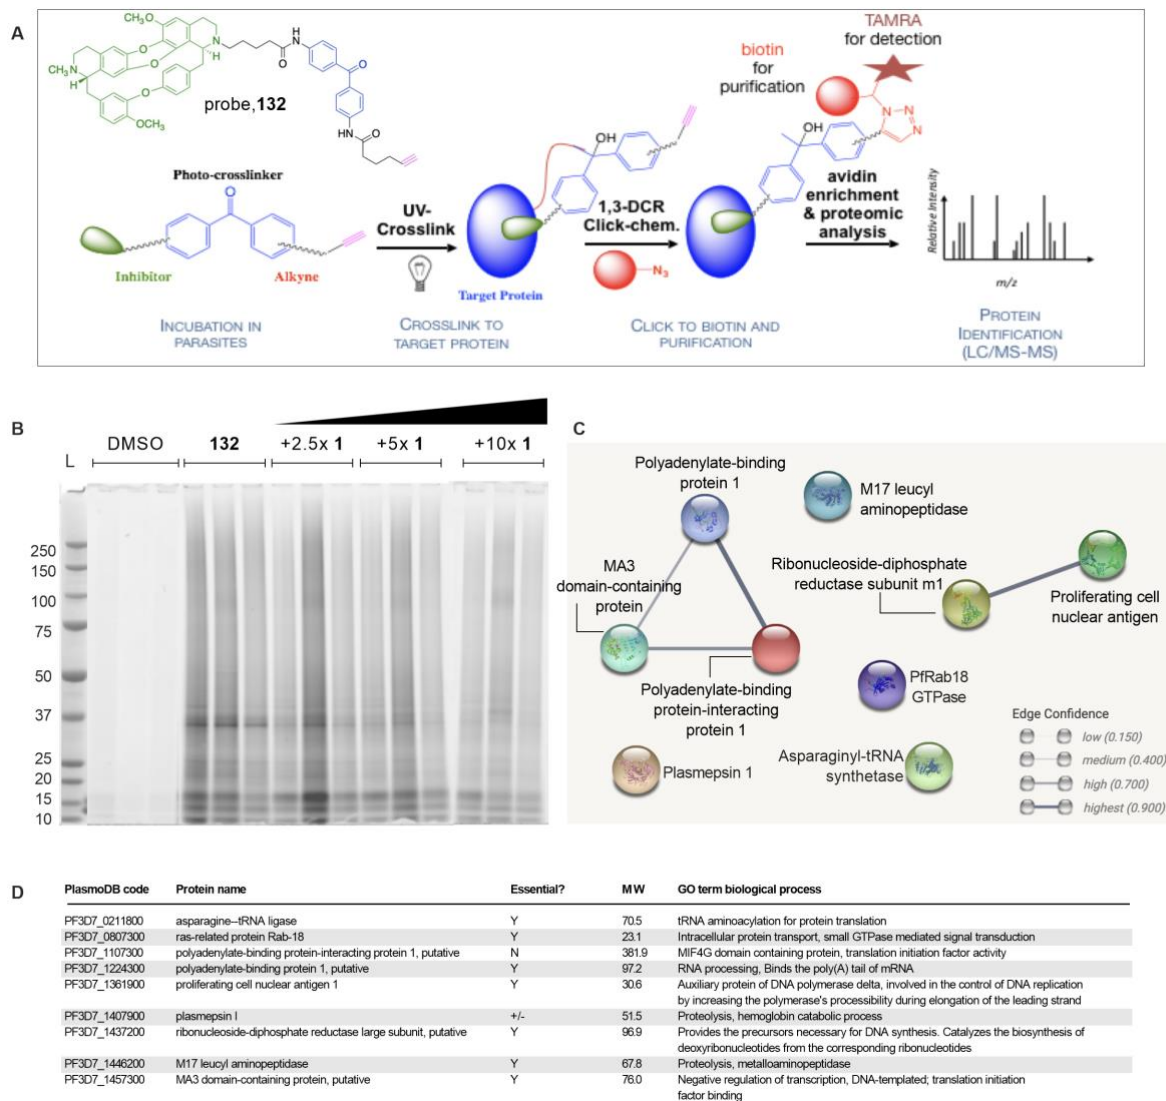 A
CH₃O
O
O
CH₃N
H
O
OCH₃
N
H
H
N
O
O
NH
O
probe,132
biotin
for
purification
TAMRA
for detection
OH
OH
N
N
N
Photo-crosslinker
O
Inhibitor
Alkyne
UV-
Crosslink
Target Protein
1,3-DCR
Click-chem.
N₃
avidin
enrichment
& proteomic
analysis
Relative Intensity
m/z
INCUBATION IN
PARASITES
CROSSLINK TO
TARGET PROTEIN
CLICK TO BIOTIN AND
PURIFICATION
PROTEIN
IDENTIFICATION
(LC/MS-MS)
B
L
DMSO
132
+2.5x 1
+5x 1
+10x 1
250
150
100
75
50
37
25
20
15
10
C
Polyadenylate-binding
protein 1
M17 leucyl
aminopeptidase
MA3
domain-containing
protein
Ribonucleoside-diphosphate
reductase subunit m1
Proliferating cell
nuclear antigen
Polyadenylate-binding
protein-interacting
protein 1
PfRab18
GTPase
Plasmepsin 1
Asparaginyl-tRNA
synthetase
Edge Confidence
low (0.150)
medium (0.400)
high (0.700)
highest (0.900)
D
PlasmoDB code Protein name Essential? MW GO term biological process
PF3D7_0211800 asparagine--tRNA ligase Y 70.5 tRNA aminoacylation for protein translation
PF3D7_0807300 ras-related protein Rab-18 Y 23.1 Intracellular protein transport, small GTPase mediated signal transduction
PF3D7_1107300 polyadenylate-binding protein-interacting protein 1, putative N 381.9 MIF4G domain containing protein, translation initiation factor activity
PF3D7_1224300 polyadenylate-binding protein 1, putative Y 97.2 RNA processing, Binds the poly(A) tail of mRNA
PF3D7_1361900 proliferating cell nuclear antigen 1 Y 30.6 Auxiliary protein of DNA polymerase delta, involved in the control of DNA replication
by increasing the polymerase's processibility during elongation of the leading strand
PF3D7_1407900 plasmepsin I +/- 51.5 Proteolysis, hemoglobin catabolic process
PF3D7_1437200 ribonucleoside-diphosphate reductase large subunit, putative Y 96.9 Provides the precursors necessary for DNA synthesis. Catalyzes the biosynthesis of
deoxyribonucleotides from the corresponding ribonucleotides
PF3D7_1446200 M17 leucyl aminopeptidase Y 67.8 Proteolysis, metalloaminopeptidase
PF3D7_1457300 MA3 domain-containing protein, putative Y 76.0 Negative regulation of transcription, DNA-templated; translation initiation
factor binding